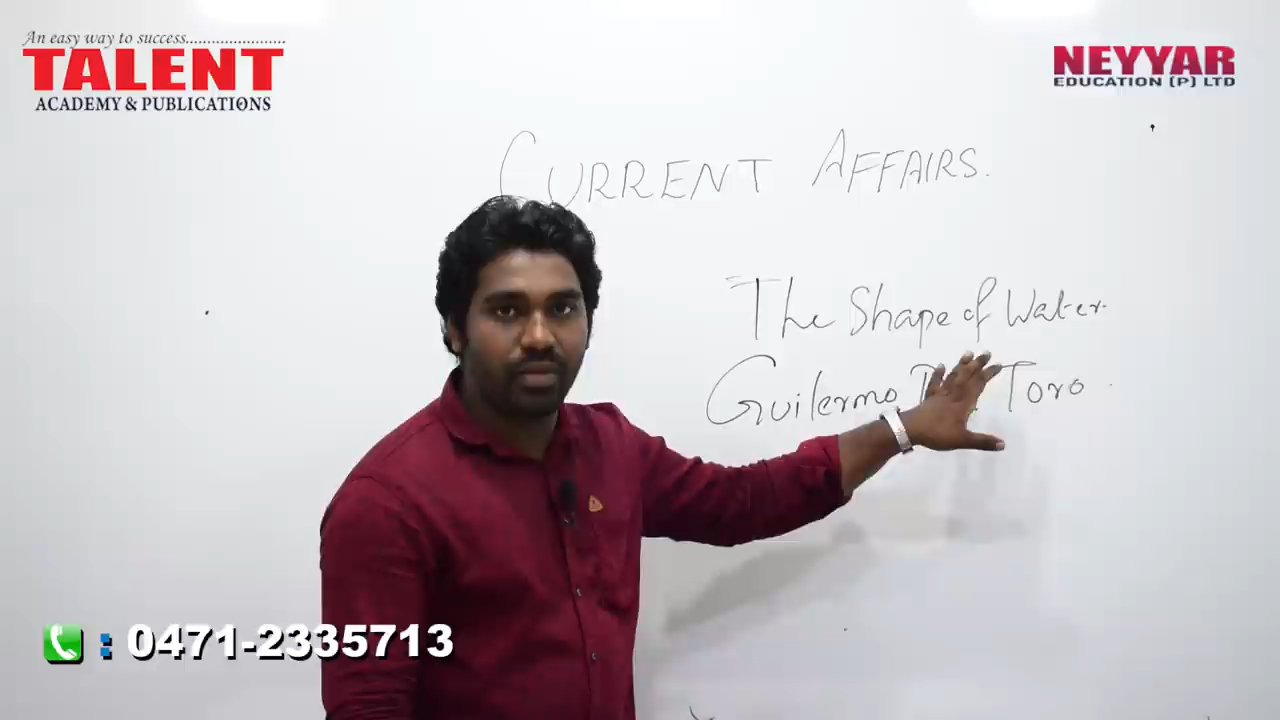 An easy way to success........................
TALENT
ACADEMY & PUBLICATIONS
NEYYAR
EDUCATION (P) LTD
CURRENT AFFAIRS.
The Shape of Water
Guilermo Toro.
: 0471-2335713